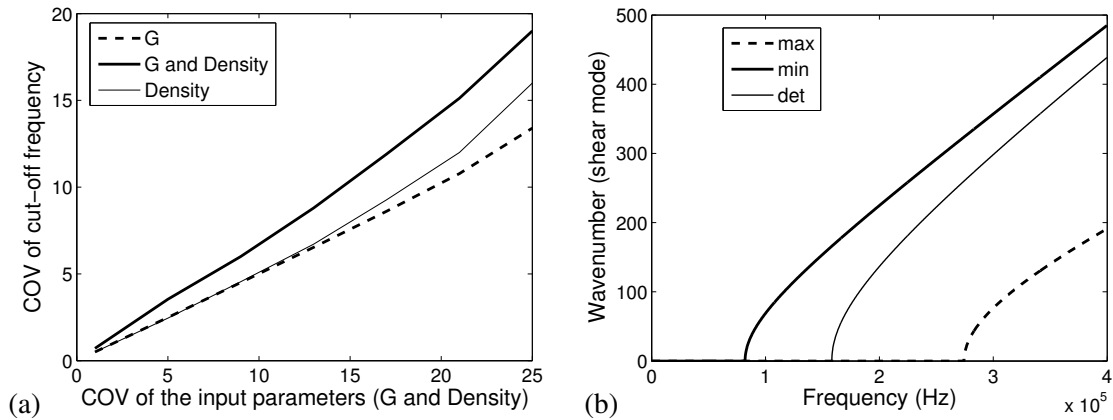 20
15
10
5
0
0 5 10 15 20 25
COV of cut−off frequency
COV of the input parameters (G and Density)
G
G and Density
Density
(a)
500
400
300
200
100
0
0 1 2 3 4
x 10^5
Wavenumber (shear mode)
Frequency (Hz)
max
min
det
(b)